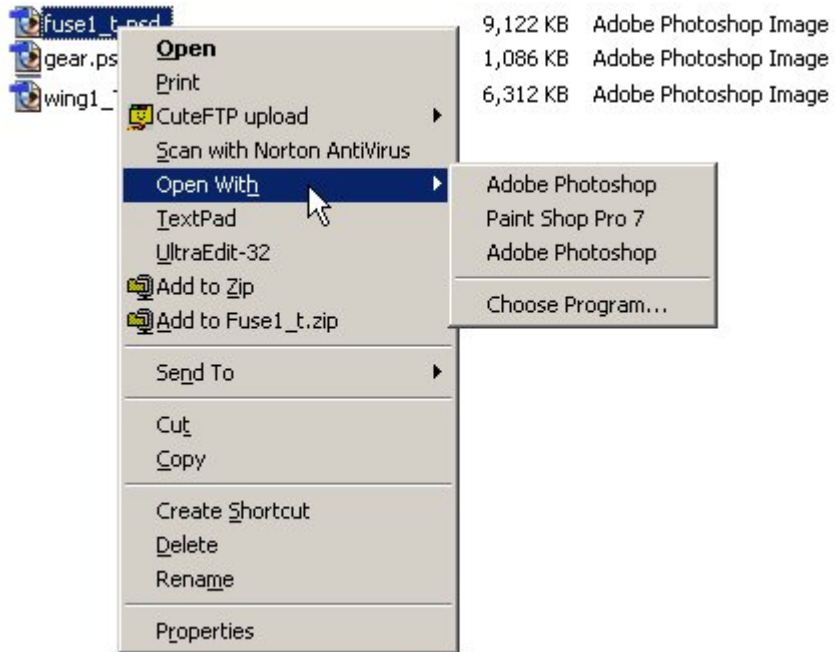 fuse1_t.psd 9,122 KB Adobe Photoshop Image
gear.ps 1,086 KB Adobe Photoshop Image
wing1_ 6,312 KB Adobe Photoshop Image
Open
Print
CuteFTP upload
Scan with Norton AntiVirus
Open With
TextPad
UltraEdit-32
Add to Zip
Add to Fuse1_t.zip
Send To
Cut
Copy
Create Shortcut
Delete
Rename
Properties
Adobe Photoshop
Paint Shop Pro 7
Adobe Photoshop
Choose Program...